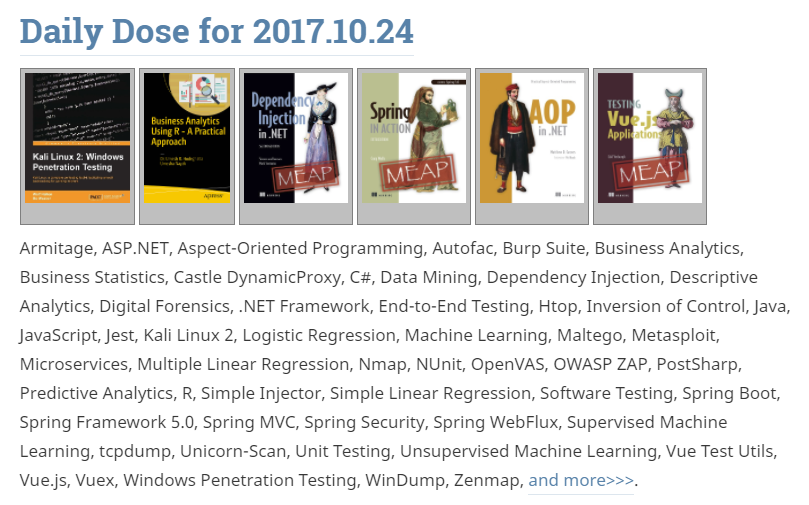 Daily Dose for 2017.10.24
Kali Linux 2: Windows
Penetration Testing
Business Analytics
Using R - A Practical
Approach
Apress
Dependency
Injection
in .NET
MEAP
Spring
IN ACTION
MEAP
AOP
in .NET
TESTING
Vue.js
Applications
MEAP
Armitage, ASP.NET, Aspect-Oriented Programming, Autofac, Burp Suite, Business Analytics,
Business Statistics, Castle DynamicProxy, C#, Data Mining, Dependency Injection, Descriptive
Analytics, Digital Forensics, .NET Framework, End-to-End Testing, Htop, Inversion of Control, Java,
JavaScript, Jest, Kali Linux 2, Logistic Regression, Machine Learning, Maltego, Metasploit,
Microservices, Multiple Linear Regression, Nmap, NUnit, OpenVAS, OWASP ZAP, PostSharp,
Predictive Analytics, R, Simple Injector, Simple Linear Regression, Software Testing, Spring Boot,
Spring Framework 5.0, Spring MVC, Spring Security, Spring WebFlux, Supervised Machine
Learning, tcpdump, Unicorn-Scan, Unit Testing, Unsupervised Machine Learning, Vue Test Utils,
Vue.js, Vuex, Windows Penetration Testing, WinDump, Zenmap, and more>>>.